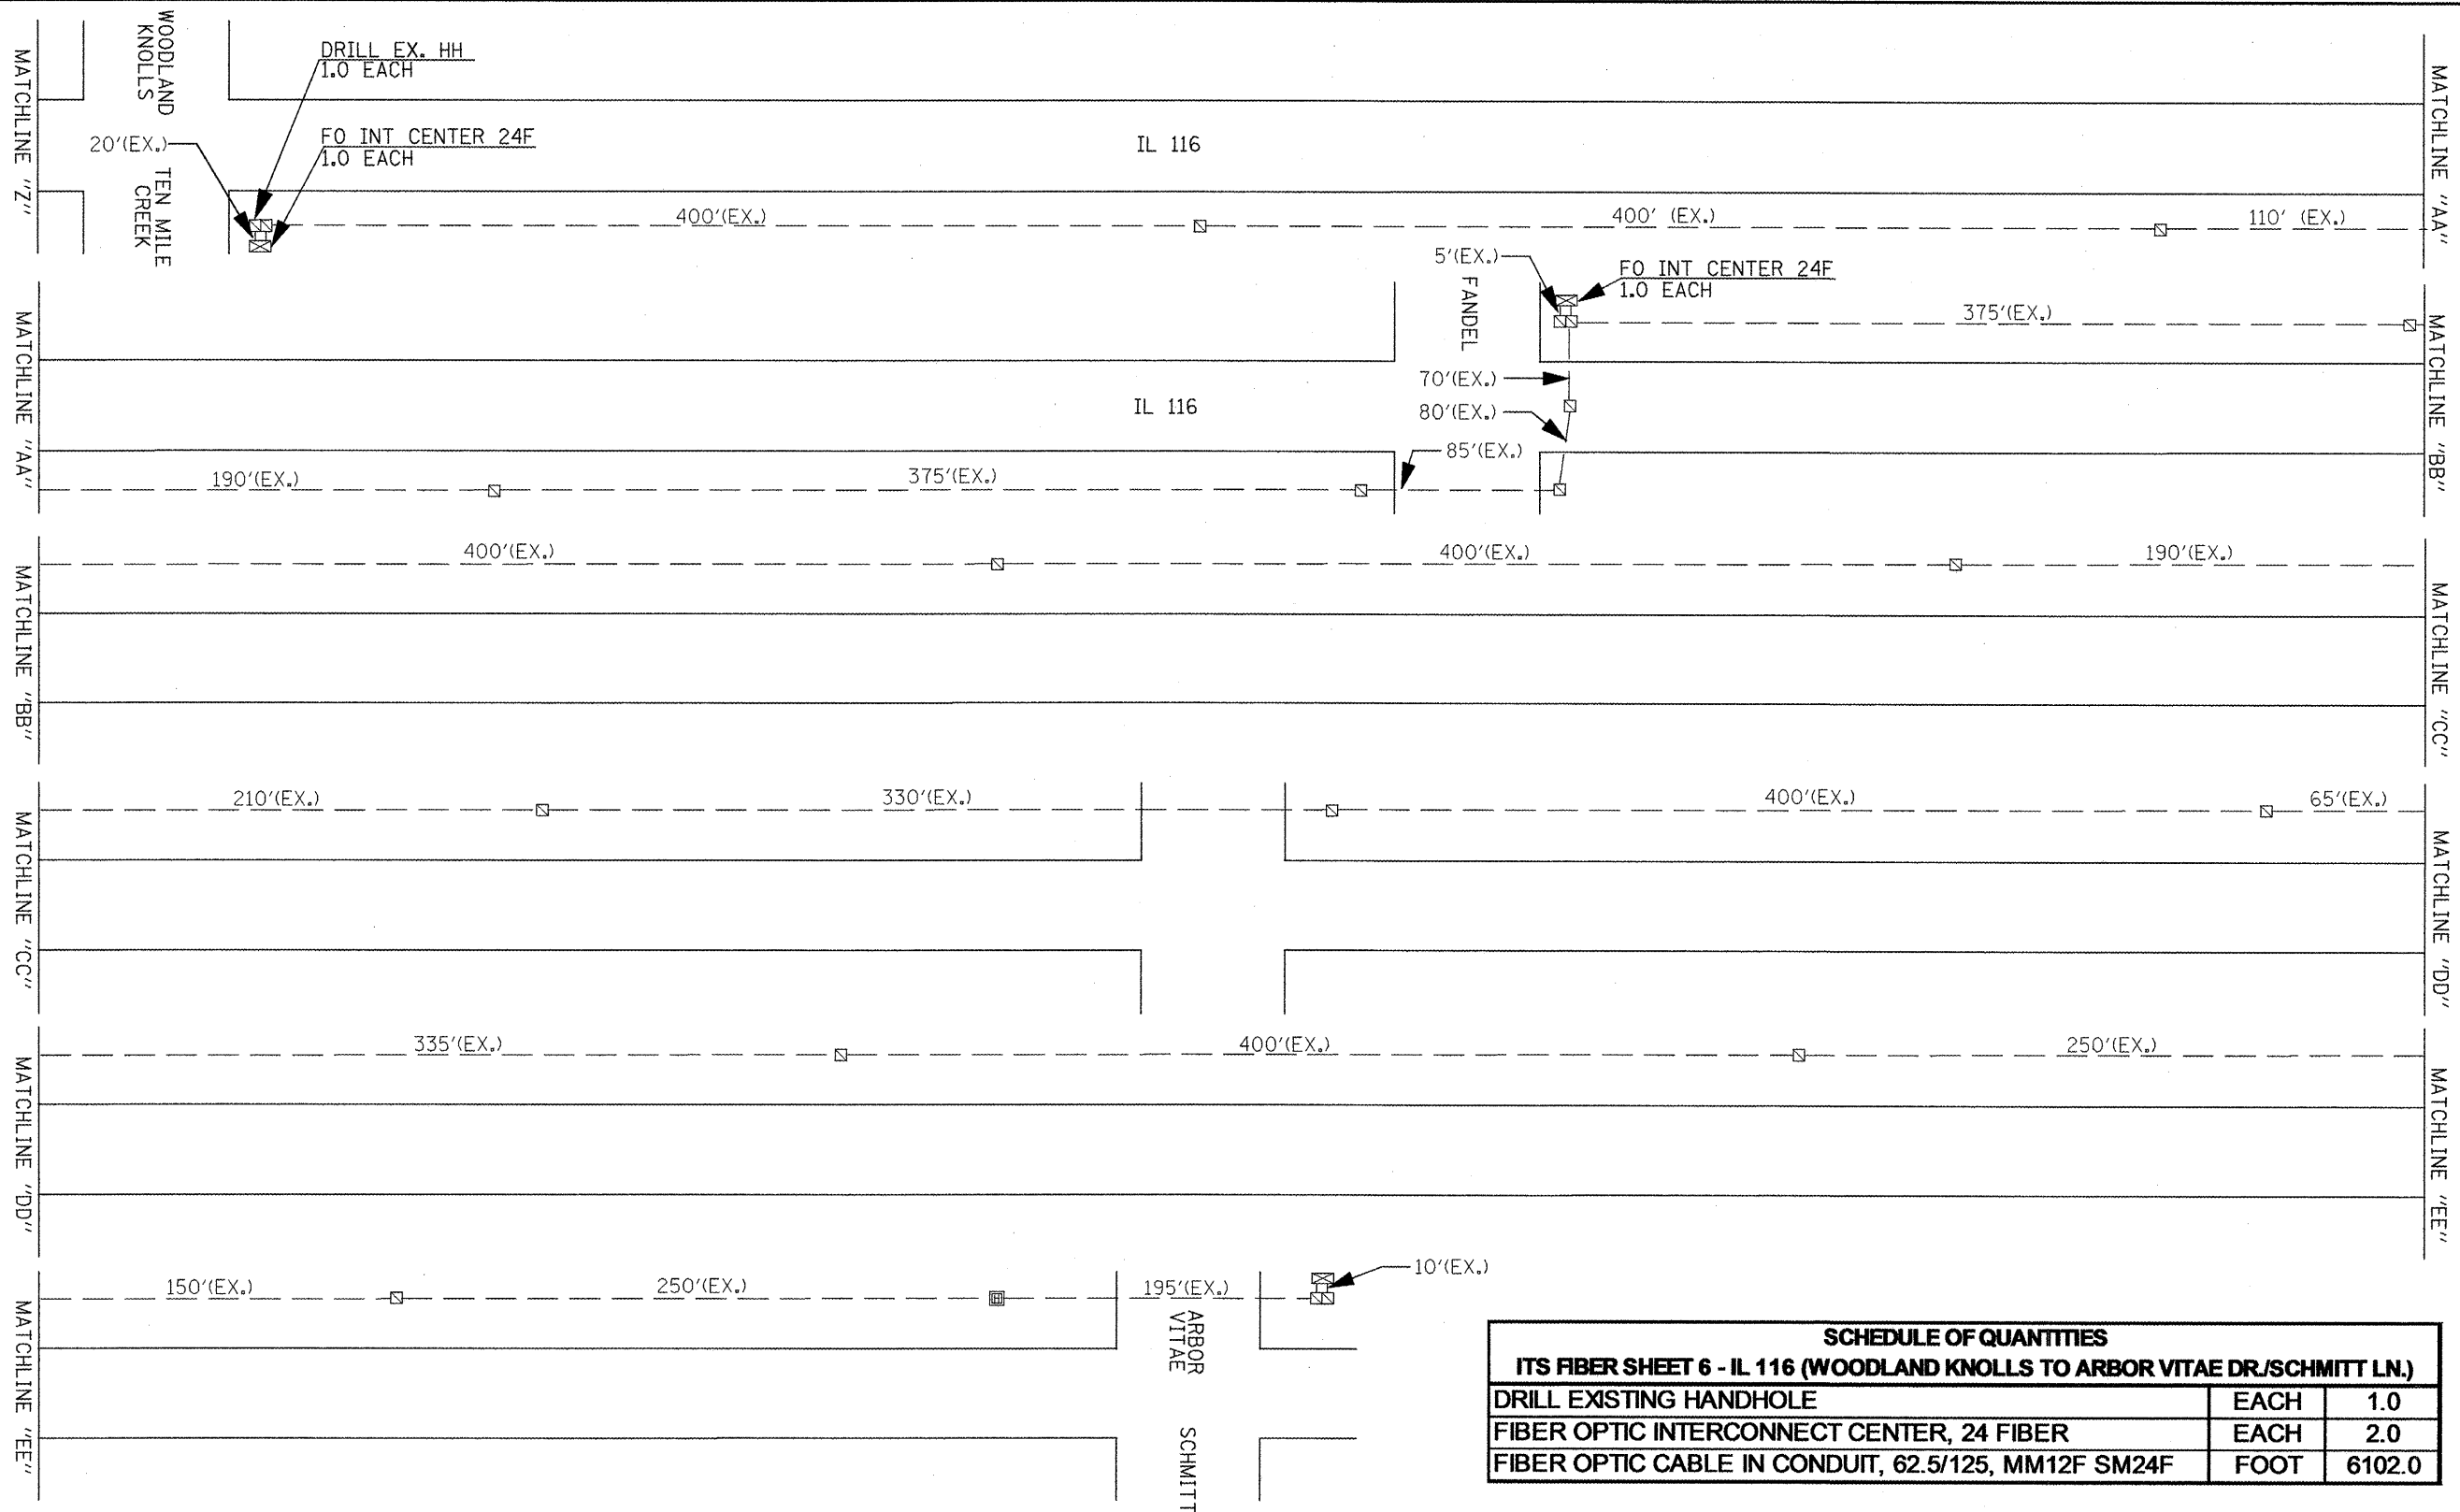 WOODLAND
KNOLLS
DRILL EX. HH
1.0 EACH
FO INT CENTER 24F
1.0 EACH
20'(EX.)
TEN MILE
CREEK
MATCHLINE "Z"
IL 116
MATCHLINE "AA"
400'(EX.)
400' (EX.)
110' (EX.)
MATCHLINE "AA"
5'(EX.)
FANDEL
FO INT CENTER 24F
1.0 EACH
375'(EX.)
MATCHLINE "BB"
70'(EX.)
IL 116
80'(EX.)
85'(EX.)
190'(EX.)
375'(EX.)
MATCHLINE "BB"
400'(EX.)
400'(EX.)
190'(EX.)
MATCHLINE "CC"
MATCHLINE "CC"
210'(EX.)
330'(EX.)
400'(EX.)
65'(EX.)
MATCHLINE "DD"
MATCHLINE "DD"
335'(EX.)
400'(EX.)
250'(EX.)
MATCHLINE "EE"
MATCHLINE "EE"
150'(EX.)
250'(EX.)
195'(EX.)
10'(EX.)
ARBOR
VITAE
SCHMITT
SCHEDULE OF QUANTITIES
ITS FIBER SHEET 6 - IL 116 (WOODLAND KNOLLS TO ARBOR VITAE DR./SCHMITT LN.)
DRILL EXISTING HANDHOLE EACH 1.0
FIBER OPTIC INTERCONNECT CENTER, 24 FIBER EACH 2.0
FIBER OPTIC CABLE IN CONDUIT, 62.5/125, MM12F SM24F FOOT 6102.0